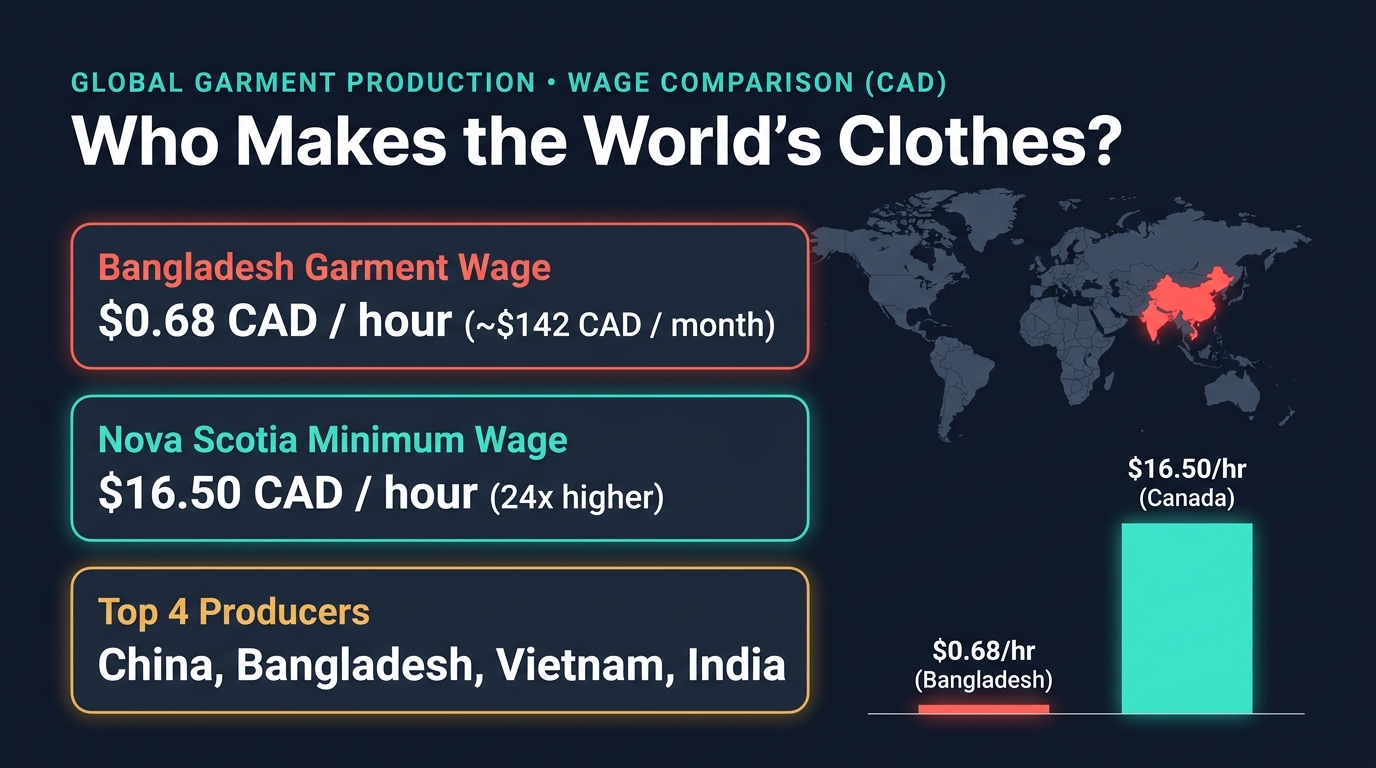 GLOBAL GARMENT PRODUCTION • WAGE COMPARISON (CAD)
Who Makes the World’s Clothes?
Bangladesh Garment Wage
$0.68 CAD / hour (~$142 CAD / month)
Nova Scotia Minimum Wage
$16.50 CAD / hour (24x higher)
Top 4 Producers
China, Bangladesh, Vietnam, India
$16.50/hr
(Canada)
$0.68/hr
(Bangladesh)